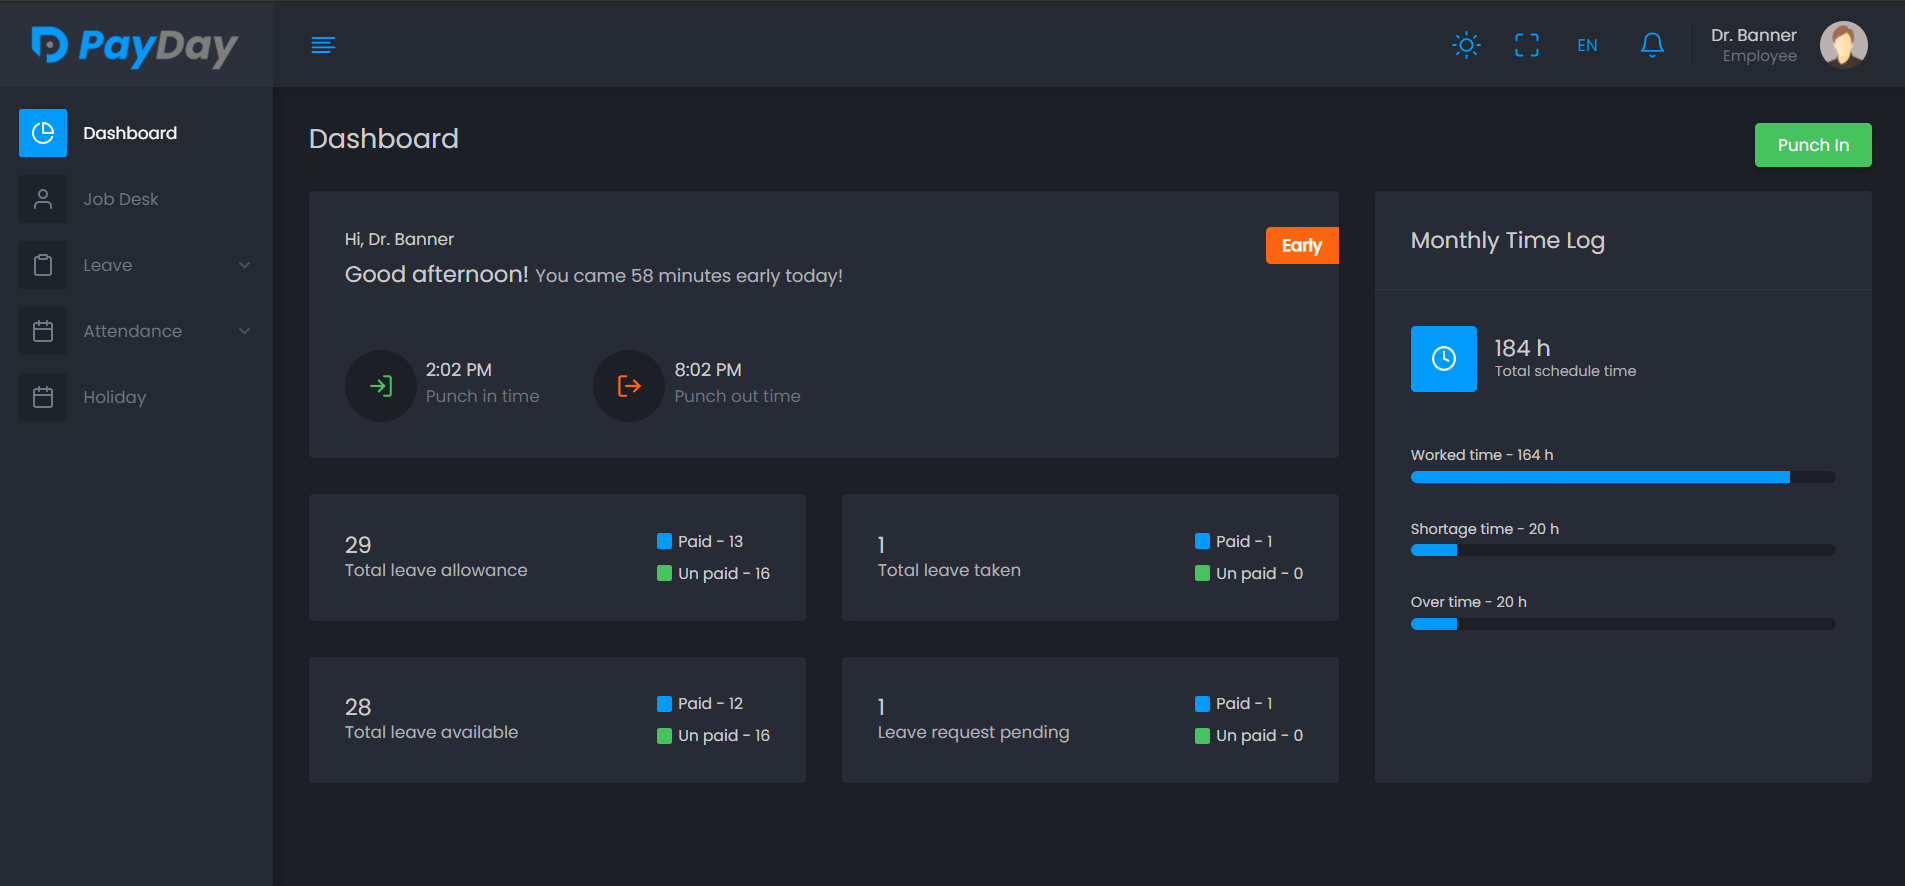 PayDay
EN
Dr. Banner
Employee
Dashboard
Job Desk
Leave
Attendance
Holiday
Dashboard
Punch In
Hi, Dr. Banner
Early
Good afternoon! You came 58 minutes early today!
2:02 PM
Punch in time
8:02 PM
Punch out time
29
Total leave allowance
Paid - 13
Un paid - 16
1
Total leave taken
Paid - 1
Un paid - 0
28
Total leave available
Paid - 12
Un paid - 16
1
Leave request pending
Paid - 1
Un paid - 0
Monthly Time Log
184 h
Total schedule time
Worked time - 164 h
Shortage time - 20 h
Over time - 20 h